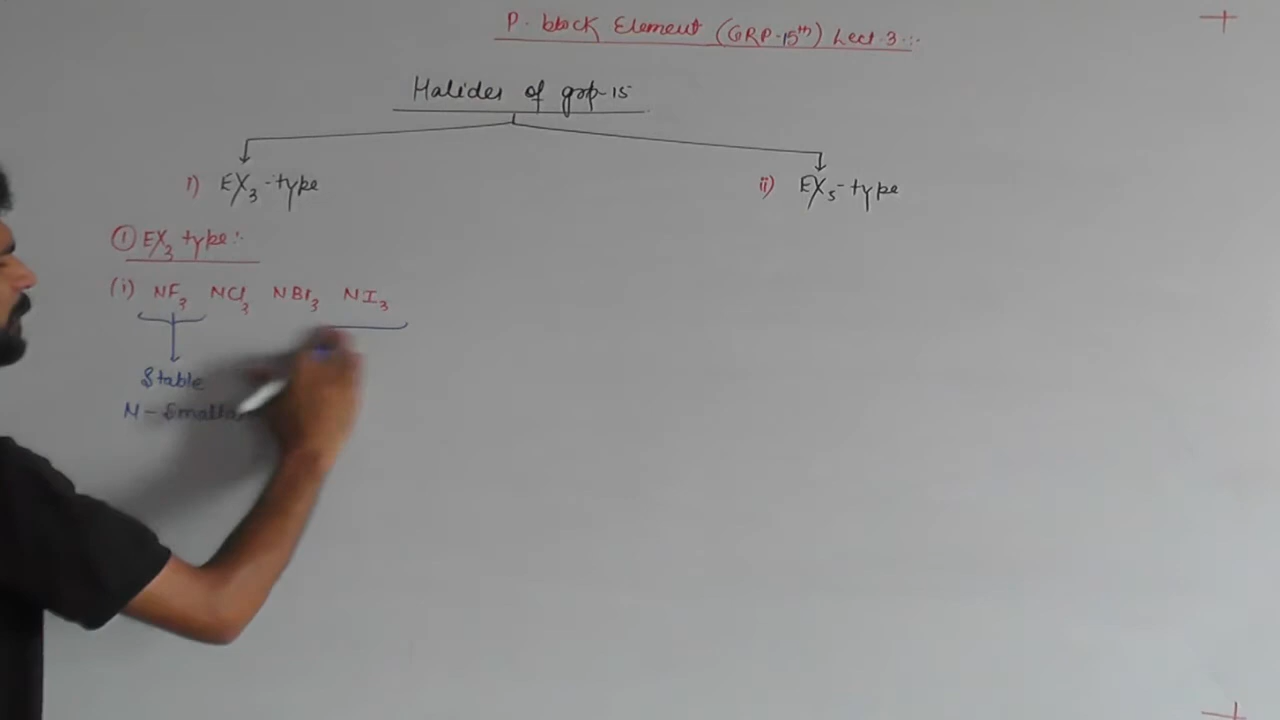 P. block Element (GRP-15th) Lect.3:-
Halides of grp-15
i) EX3-type
ii) EX5-type
① EX3 type:-
(i) NF3 NCl3 NBr3 NI3
Stable
N-